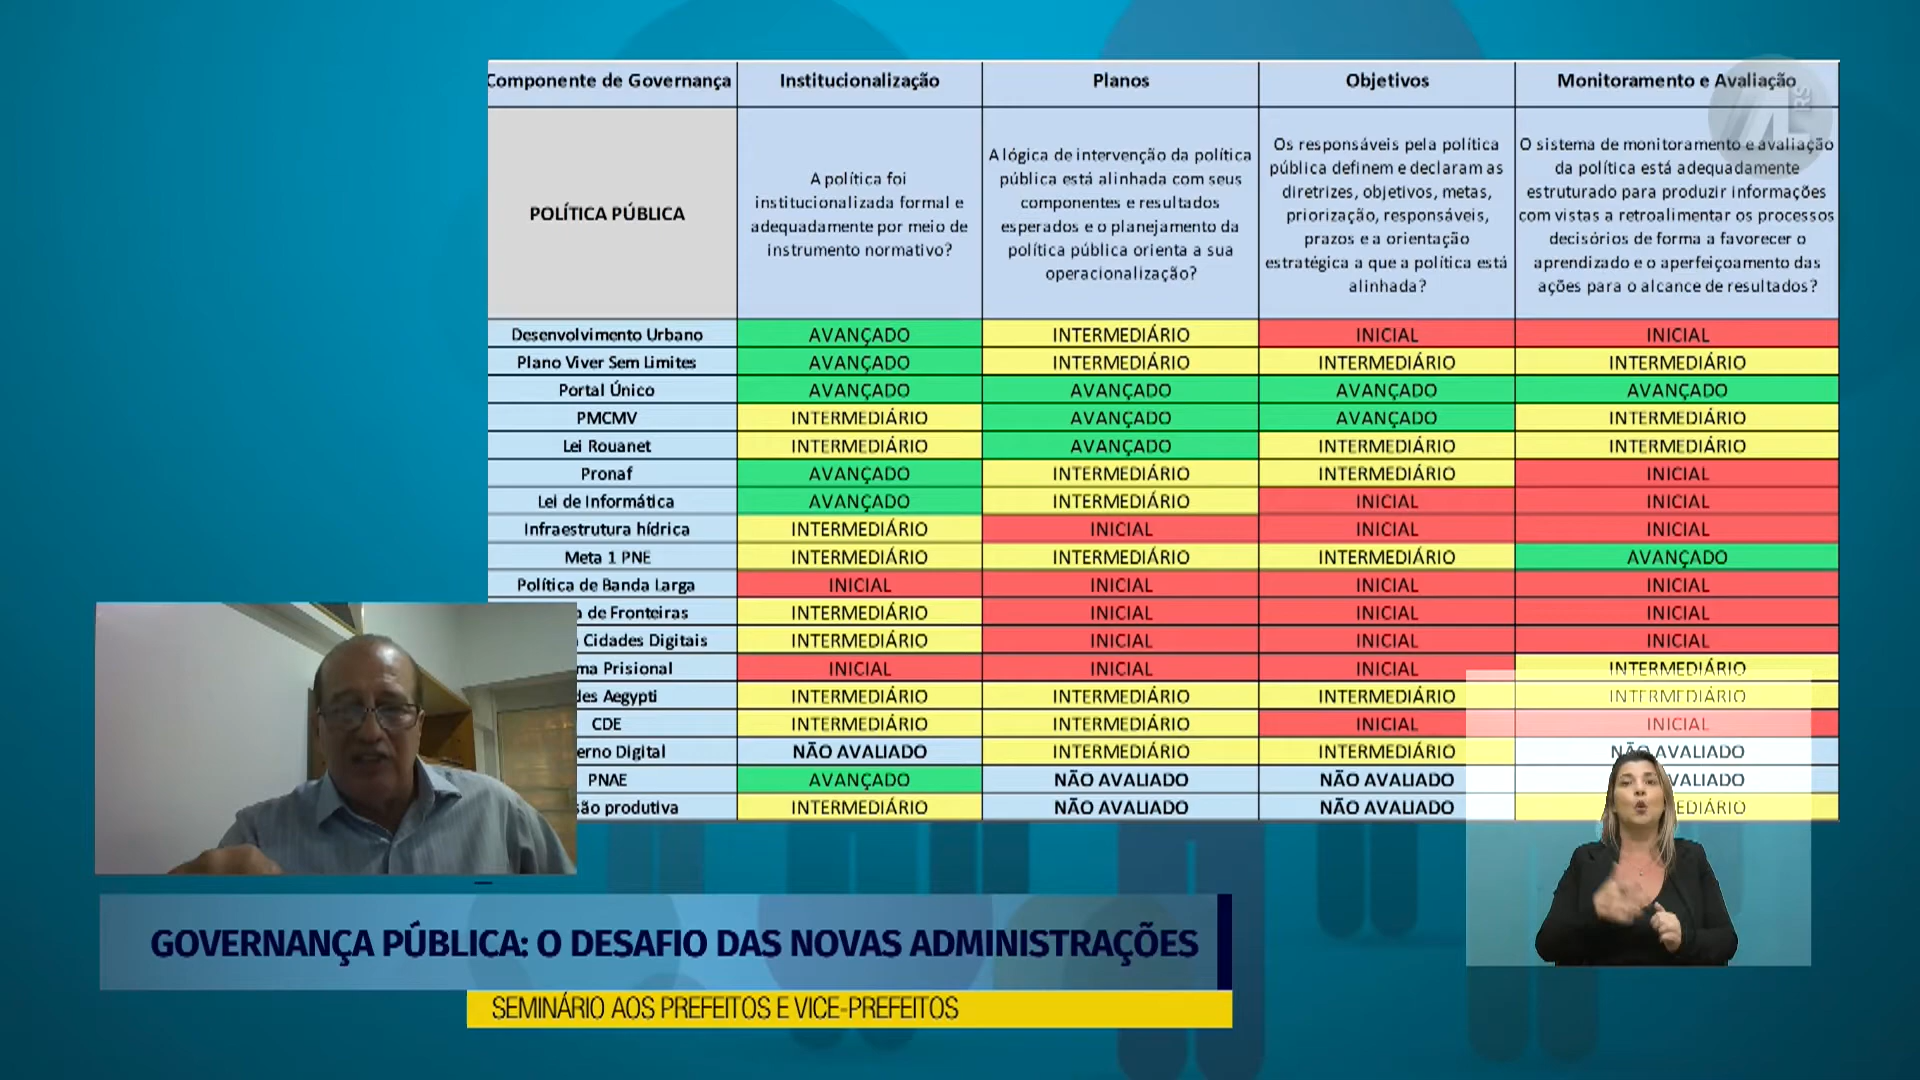 Componente de Governança Institucionalização Planos Objetivos Monitoramento e Avaliação
POLÍTICA PÚBLICA
A política foi
institucionalizada formal e
adequadamente por meio de
instrumento normativo?
A lógica de intervenção da política
pública está alinhada com seus
componentes e resultados
esperados e o planejamento da
política pública orienta a sua
operacionalização?
Os responsáveis pela política
pública definem e declaram as
diretrizes, objetivos, metas,
priorização, responsáveis,
prazos e a orientação
estratégica a que a política está
alinhada?
O sistema de monitoramento e avaliação
da política está adequadamente
estruturado para produzir informações
com vistas a retroalimentar os processos
decisórios de forma a favorecer o
aprendizado e o aperfeiçoamento das
ações para o alcance de resultados?
Desenvolvimento Urbano AVANÇADO INTERMEDIÁRIO INICIAL INICIAL
Plano Viver Sem Limites AVANÇADO INTERMEDIÁRIO INTERMEDIÁRIO INTERMEDIÁRIO
Portal Único AVANÇADO AVANÇADO AVANÇADO AVANÇADO
PMCMV INTERMEDIÁRIO AVANÇADO AVANÇADO INTERMEDIÁRIO
Lei Rouanet INTERMEDIÁRIO AVANÇADO INTERMEDIÁRIO INTERMEDIÁRIO
Pronaf AVANÇADO INTERMEDIÁRIO INTERMEDIÁRIO INICIAL
Lei de Informática AVANÇADO INTERMEDIÁRIO INICIAL INICIAL
Infraestrutura hídrica INTERMEDIÁRIO INICIAL INICIAL INICIAL
Meta 1 PNE INTERMEDIÁRIO INTERMEDIÁRIO INTERMEDIÁRIO AVANÇADO
Política de Banda Larga INICIAL INICIAL INICIAL INICIAL
de Fronteiras INTERMEDIÁRIO INICIAL INICIAL INICIAL
Cidades Digitais INTERMEDIÁRIO INICIAL INICIAL INICIAL
ma Prisional INICIAL INICIAL INICIAL INTERMEDIÁRIO
des Aegypti INTERMEDIÁRIO INTERMEDIÁRIO INTERMEDIÁRIO INTERMEDIÁRIO
CDE INTERMEDIÁRIO INTERMEDIÁRIO INICIAL INICIAL
erno Digital NÃO AVALIADO INTERMEDIÁRIO INTERMEDIÁRIO NÃO AVALIADO
PNAE AVANÇADO NÃO AVALIADO NÃO AVALIADO VALIADO
são produtiva INTERMEDIÁRIO NÃO AVALIADO NÃO AVALIADO EDIÁRIO
GOVERNANÇA PÚBLICA: O DESAFIO DAS NOVAS ADMINISTRAÇÕES
SEMINÁRIO AOS PREFEITOS E VICE-PREFEITOS
AL RS